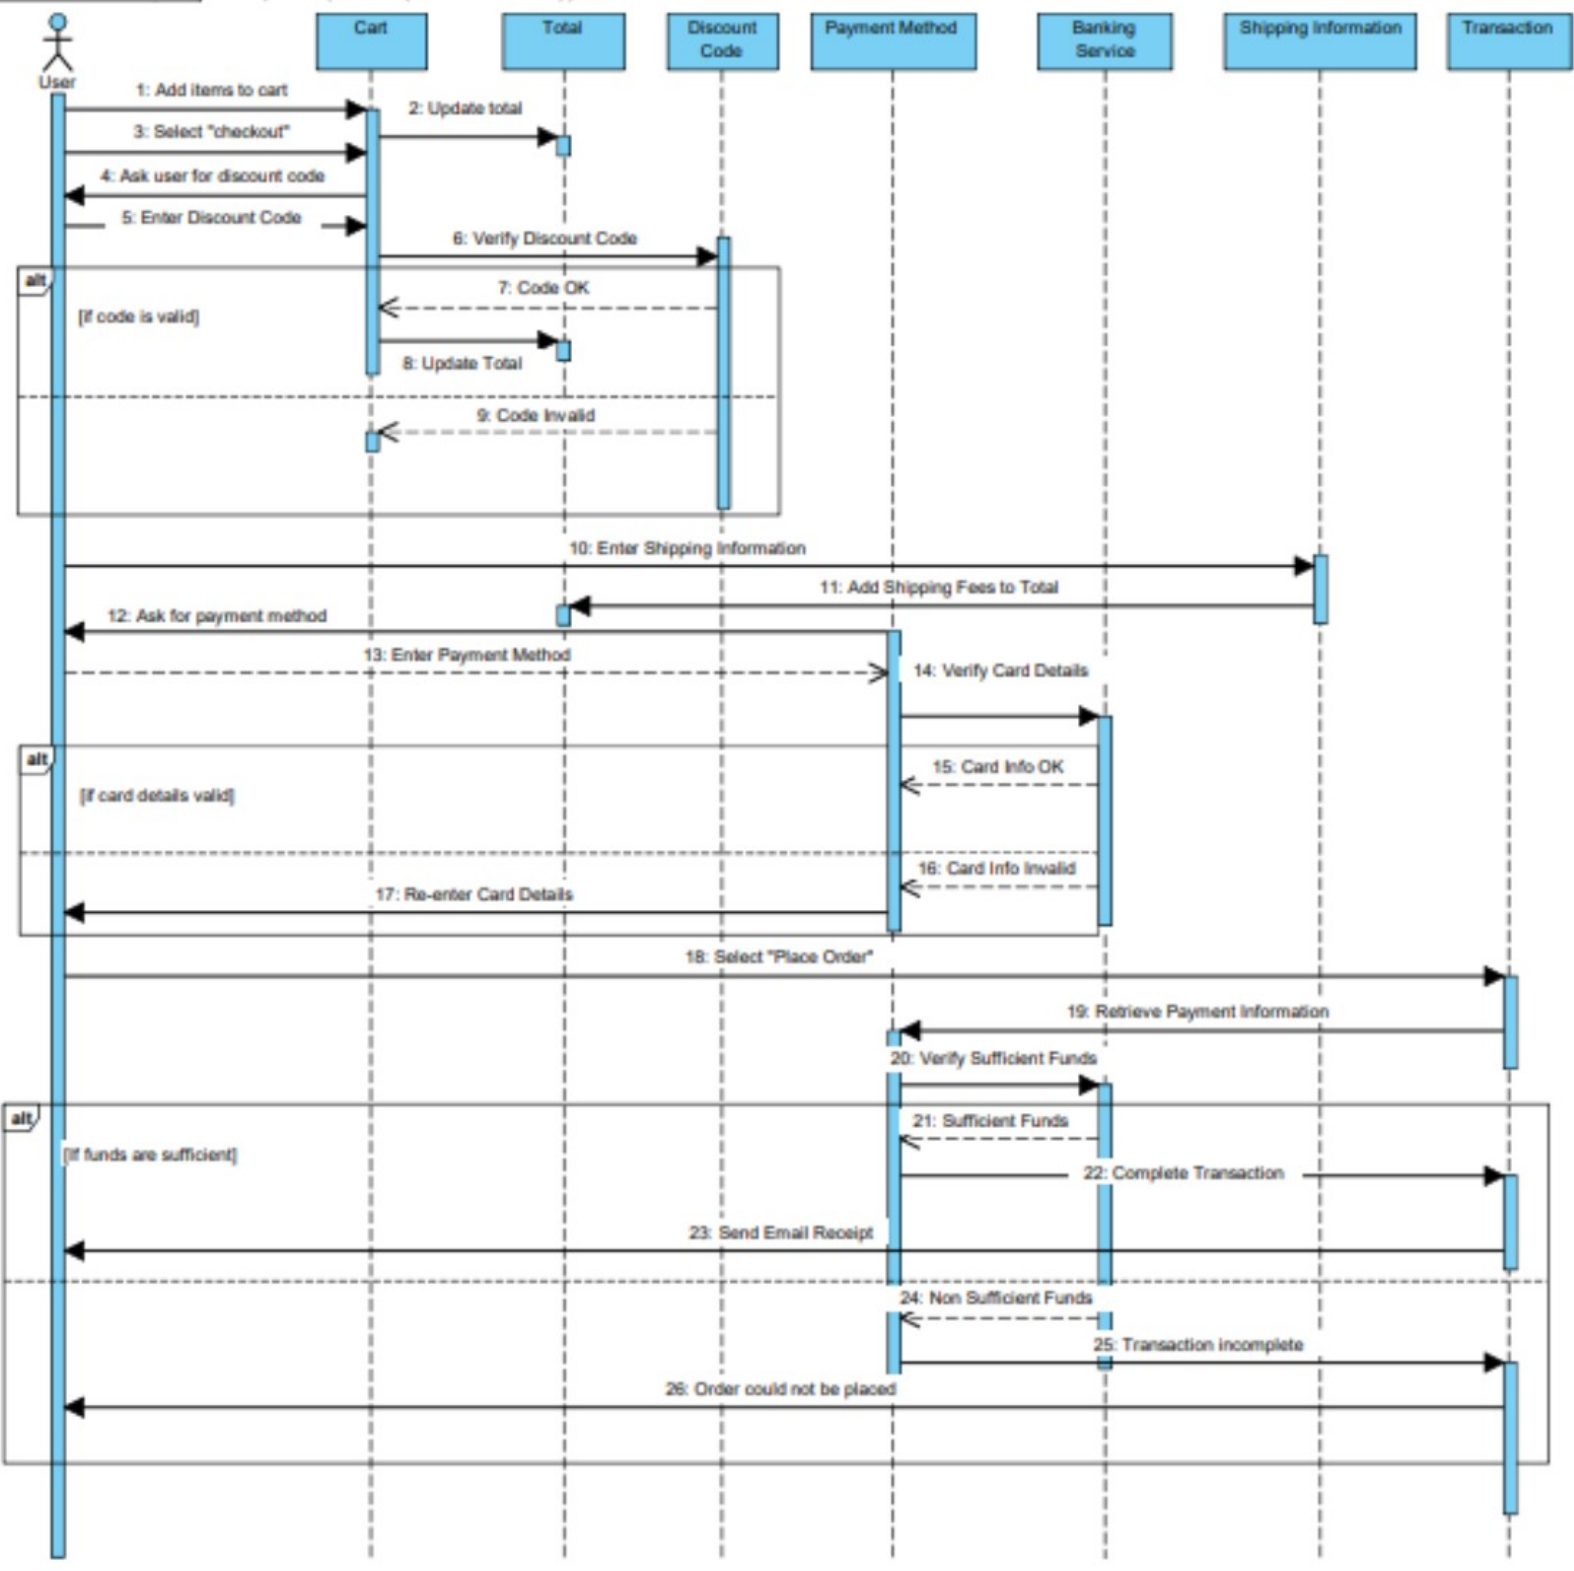 User
Cart
Total
Discount
Code
Payment Method
Banking
Service
Shipping Information
Transaction
1: Add items to cart
2: Update total
3: Select "checkout"
4: Ask user for discount code
5: Enter Discount Code
6: Verify Discount Code
alt
7: Code OK
[if code is valid]
8: Update Total
9: Code Invalid
10: Enter Shipping Information
11: Add Shipping Fees to Total
12: Ask for payment method
13: Enter Payment Method
14: Verify Card Details
alt
15: Card Info OK
[if card details valid]
16: Card Info Invalid
17: Re-enter Card Details
18: Select "Place Order"
19: Retrieve Payment Information
20: Verify Sufficient Funds
alt
21: Sufficient Funds
[If funds are sufficient]
22: Complete Transaction
23: Send Email Receipt
24: Non Sufficient Funds
25: Transaction incomplete
26: Order could not be placed